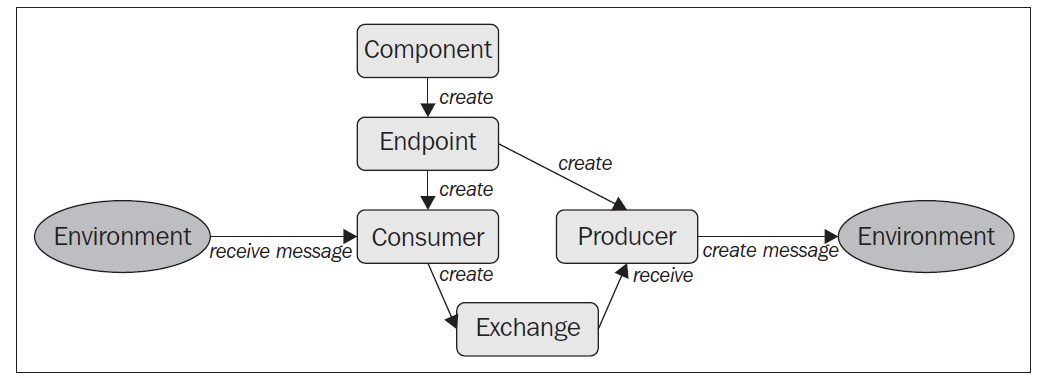 Component
create
Endpoint
create
create
Environment
receive message
Consumer
Producer
create message
Environment
create
receive
Exchange